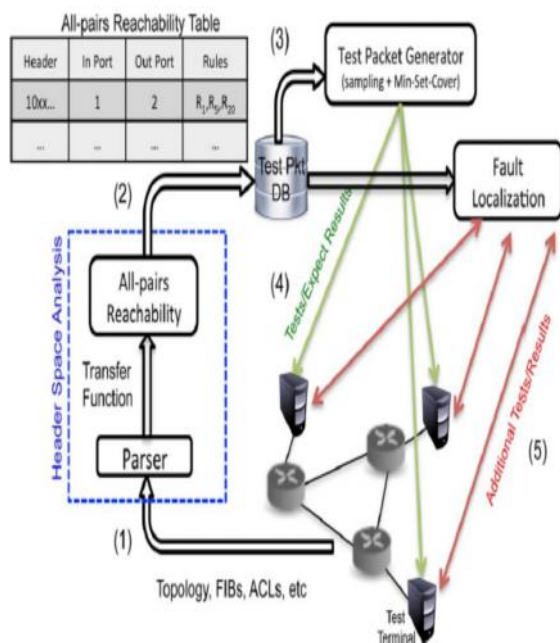 All-pairs Reachability Table
Header In Port Out Port Rules
10xx... 1 2 R1,R5,R20
... ... ... ...
(3)
Test Packet Generator
(sampling + Min-Set-Cover)
(2)
Test Pkt
DB
Fault
Localization
Header Space Analysis
All-pairs
Reachability
(4)
Tests/Expect Results
Transfer
Function
Parser
Additional Tests/Results
(5)
(1)
Topology, FIBs, ACLs, etc
Test
Terminal